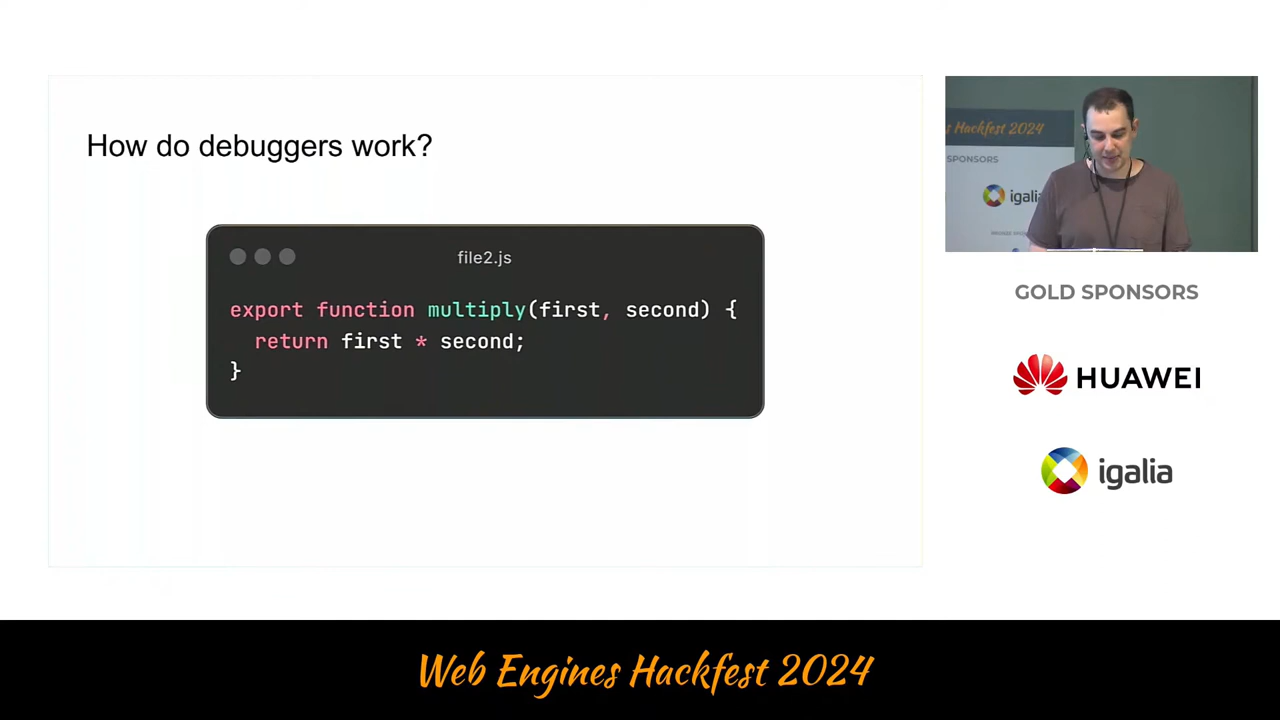 How do debuggers work?
file2.js
export function multiply(first, second) {
return first * second;
}
s Hackfest 2024
SPONSORS
igalia
GOLD SPONSORS
HUAWEI
igalia
Web Engines Hackfest 2024